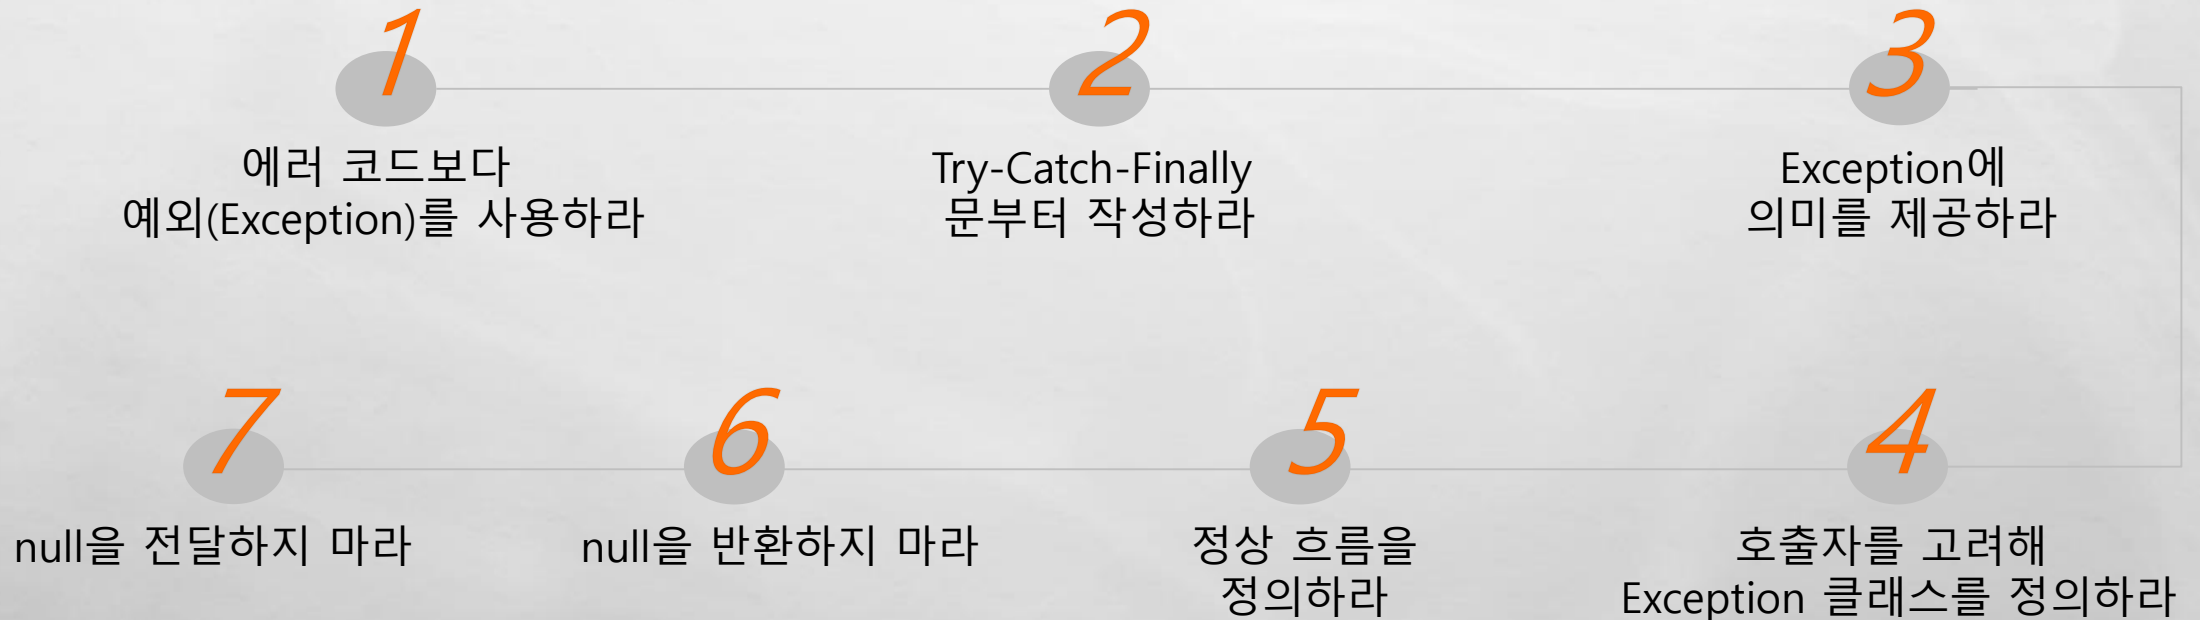 1
에러 코드보다
예외(Exception)를 사용하라
2
Try-Catch-Finally
문부터 작성하라
3
Exception에
의미를 제공하라
4
호출자를 고려해
Exception 클래스를 정의하라
5
정상 흐름을
정의하라
6
null을 반환하지 마라
7
null을 전달하지 마라